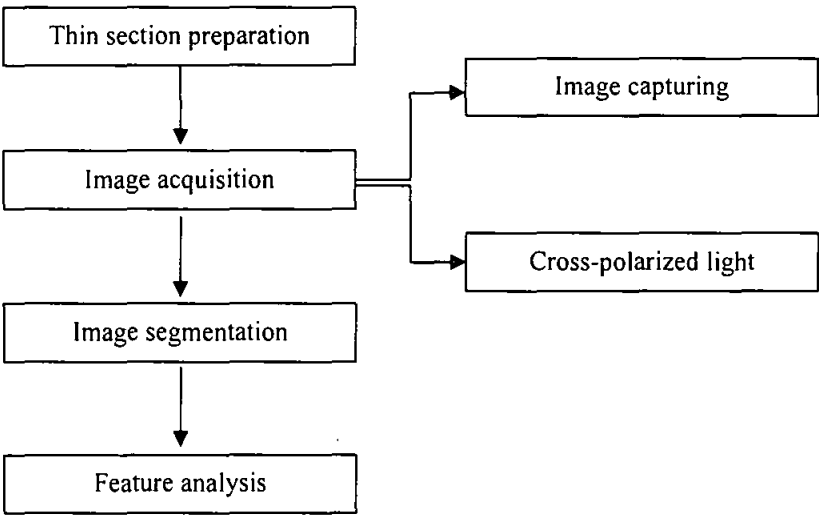 Thin section preparation
Image capturing
Image acquisition
Cross-polarized light
Image segmentation
Feature analysis